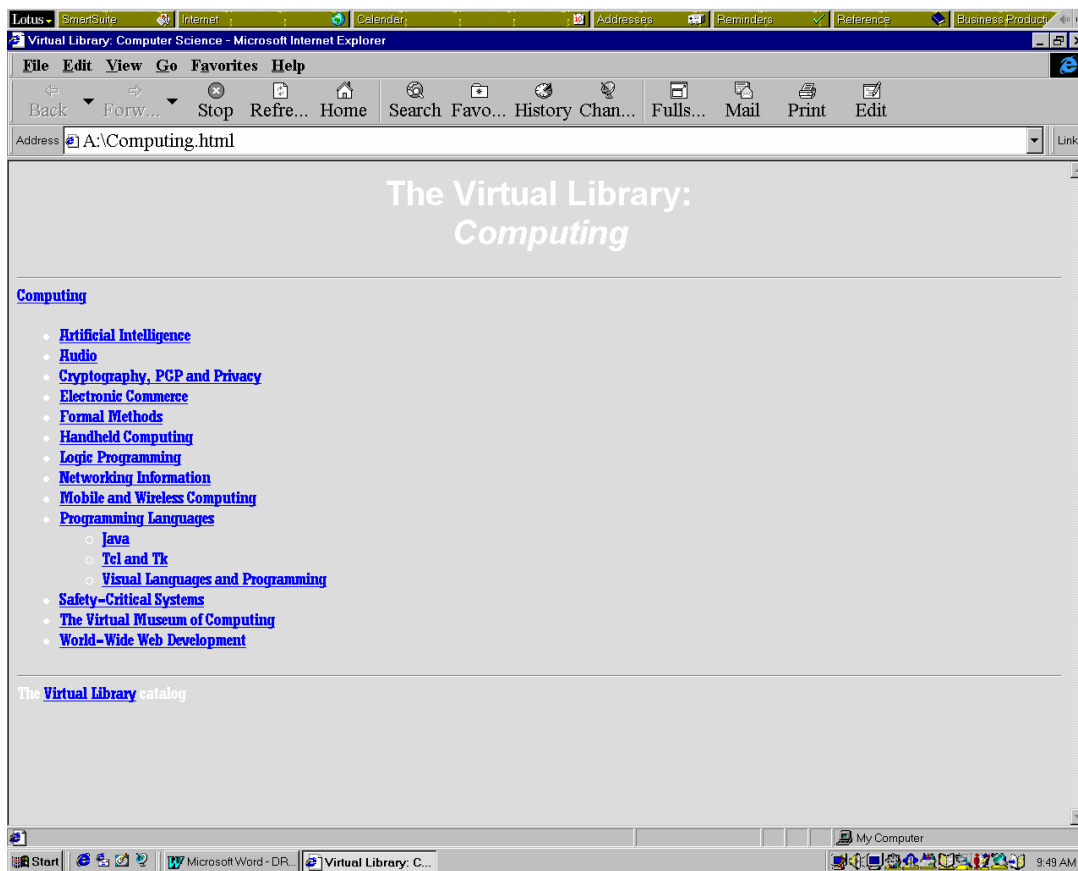 Lotus SmartSuite Internet Calendar Addresses Reminders Reference Business Producti
Virtual Library: Computer Science - Microsoft Internet Explorer
File Edit View Go Favorites Help
Back Forw... Stop Refre... Home Search Favo... History Chan... Fulls... Mail Print Edit
Address A:\Computing.html Link
The Virtual Library:
Computing
Computing
Artificial Intelligence
Audio
Cryptography, PGP and Privacy
Electronic Commerce
Formal Methods
Handheld Computing
Logic Programming
Networking Information
Mobile and Wireless Computing
Programming Languages
Java
Tcl and Tk
Visual Languages and Programming
Safety-Critical Systems
The Virtual Museum of Computing
World-Wide Web Development
The Virtual Library catalog
My Computer
Start Microsoft Word - DR... Virtual Library: C... 9:49 AM